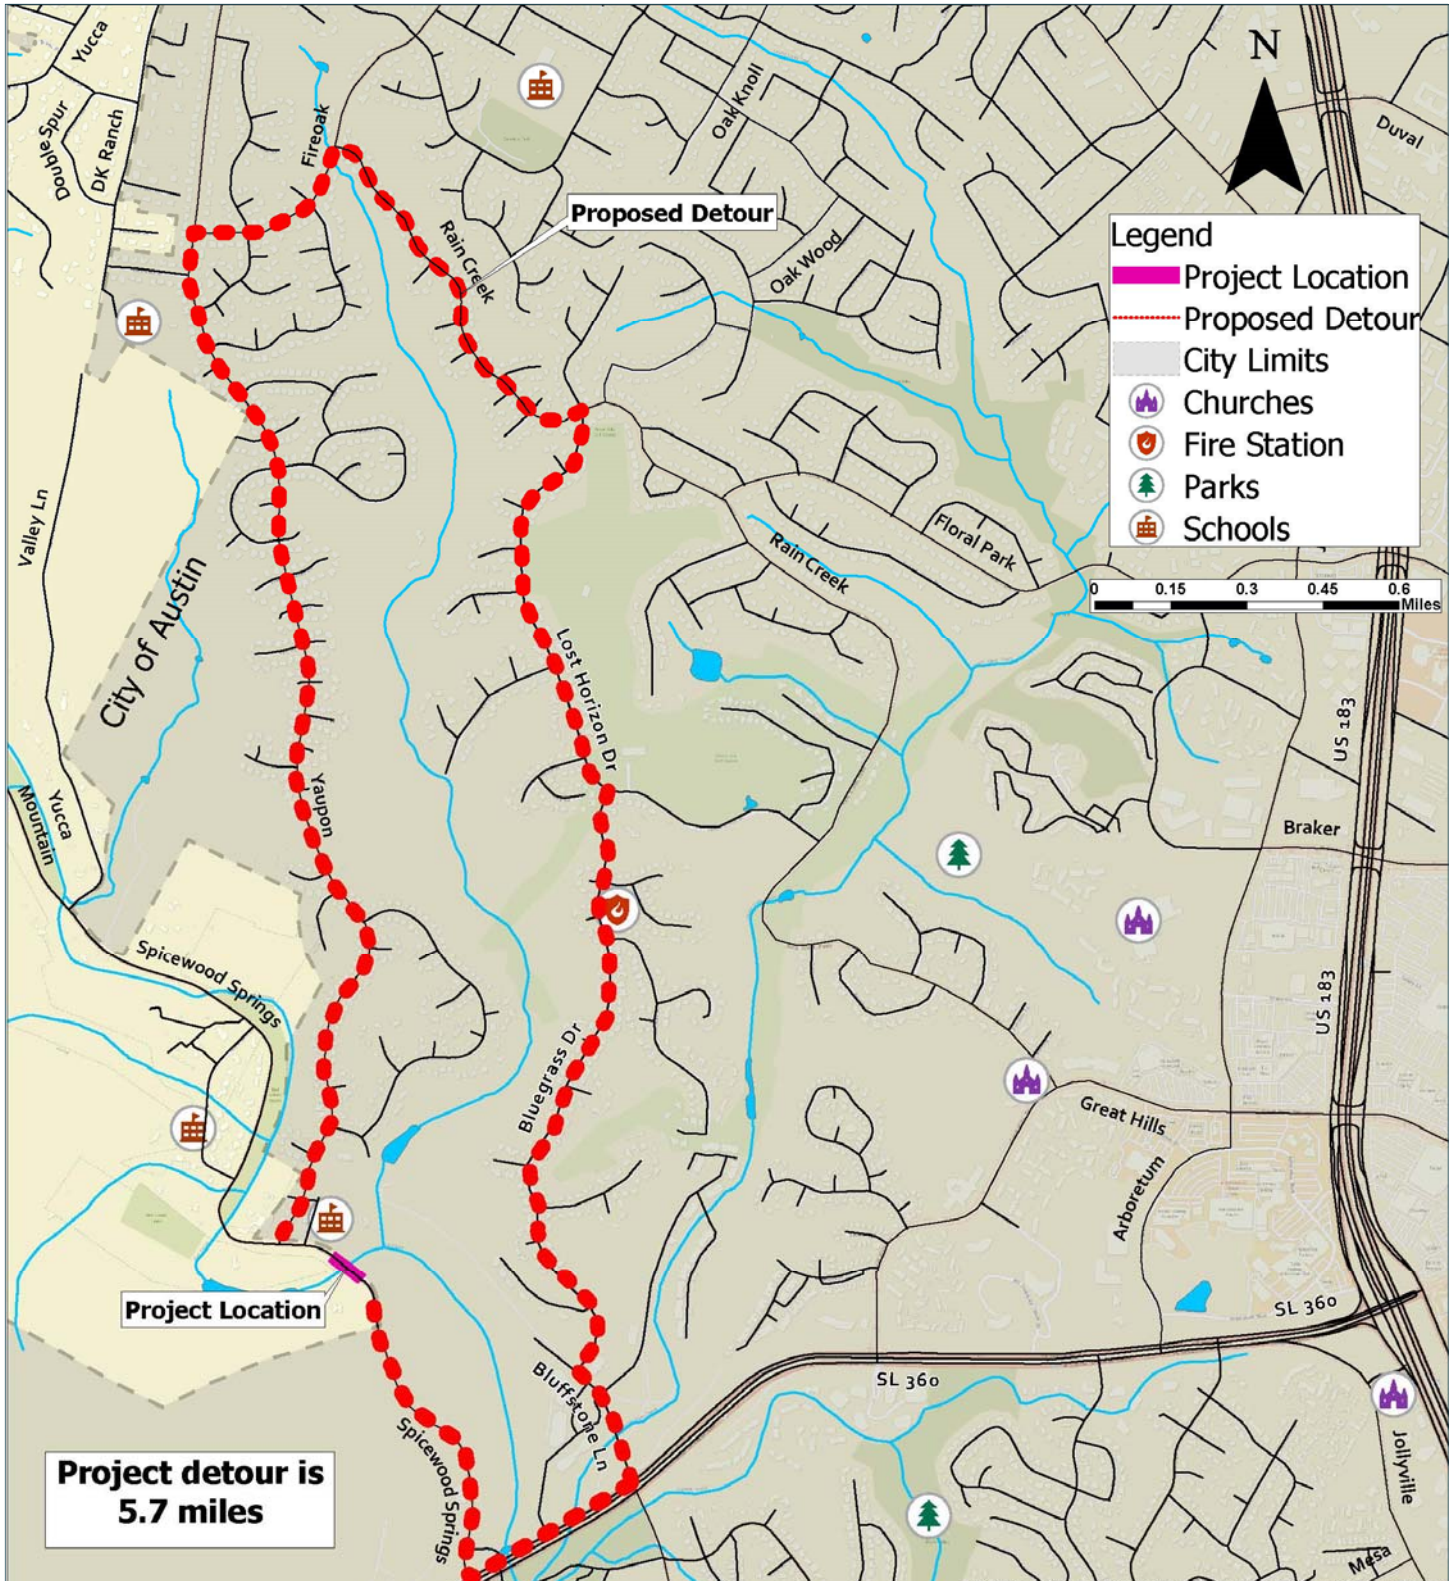 Yucca
Double Spur
DK Ranch
Fireoak
Oak Knoll
N
Duval
Proposed Detour
Rain Creek
Oak Wood
Legend
Project Location
Proposed Detour
City Limits
Churches
Fire Station
Parks
Schools
0 0.15 0.3 0.45 0.6
Miles
Valley Ln
City of Austin
Floral Park
Rain Creek
Lost Horizon Dr
US 183
Yucca
Mountain
Yaupon
Braker
Spicewood Springs
US 183
Bluegrass Dr
Great Hills
Arboretum
Project Location
SL 360
SL 360
Bluffstone Ln
Spicewood Springs
Jollyville
Mesa
Project detour is
5.7 miles